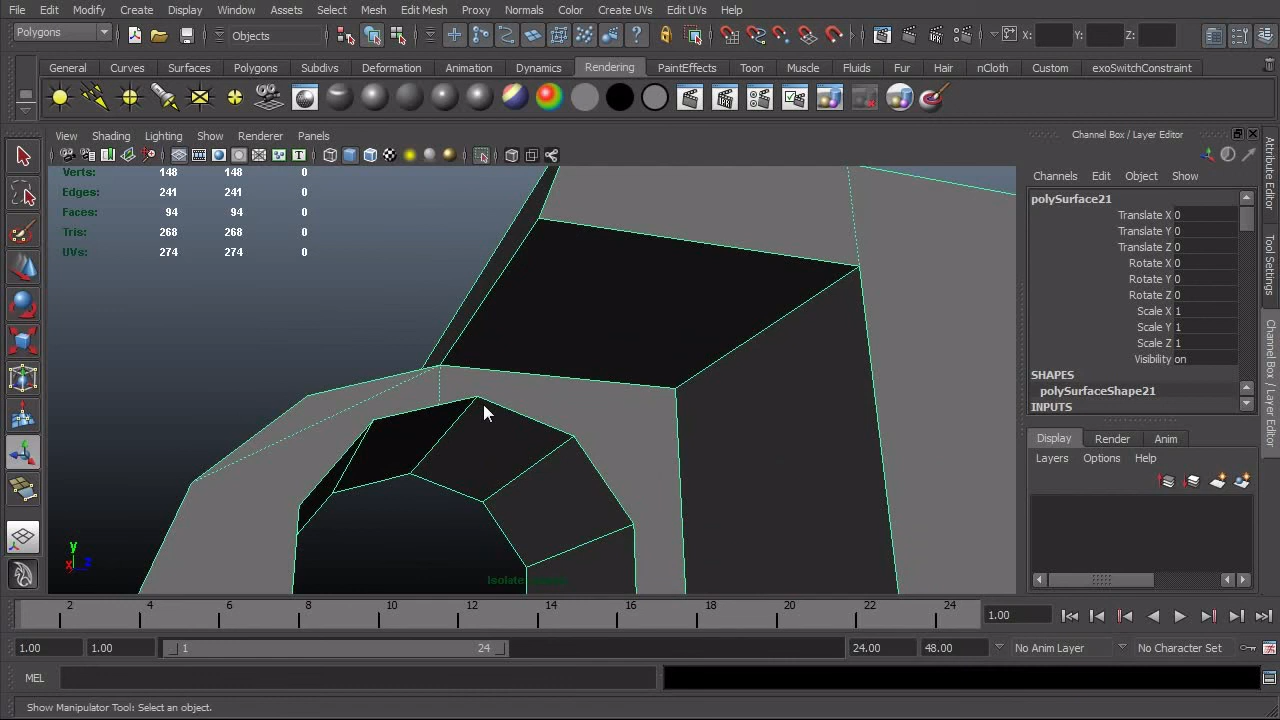 File Edit Modify Create Display Window Assets Select Mesh Edit Mesh Proxy Normals Color Create UVs Edit UVs Help
Polygons Objects X: Y: Z:
General Curves Surfaces Polygons Subdivs Deformation Animation Dynamics Rendering PaintEffects Toon Muscle Fluids Fur Hair nCloth Custom exoSwitchConstraint
View Shading Lighting Show Renderer Panels
Channel Box / Layer Editor
Verts: 148 148 0
Edges: 241 241 0
Faces: 94 94 0
Tris: 268 268 0
UVs: 274 274 0
Channels Edit Object Show
polySurface21
Translate X 0
Translate Y 0
Translate Z 0
Rotate X 0
Rotate Y 0
Rotate Z 0
Scale X 1
Scale Y 1
Scale Z 1
Visibility on
SHAPES
polySurfaceShape21
INPUTS
Display Render Anim
Layers Options Help
Attribute Editor
Tool Settings
Channel Box / Layer Editor
y
x z
2 4 6 8 10 12 14 16 18 20 22 24
1.00
1.00 1.00 1 24 24.00 48.00 No Anim Layer No Character Set
MEL
Show Manipulator Tool: Select an object.